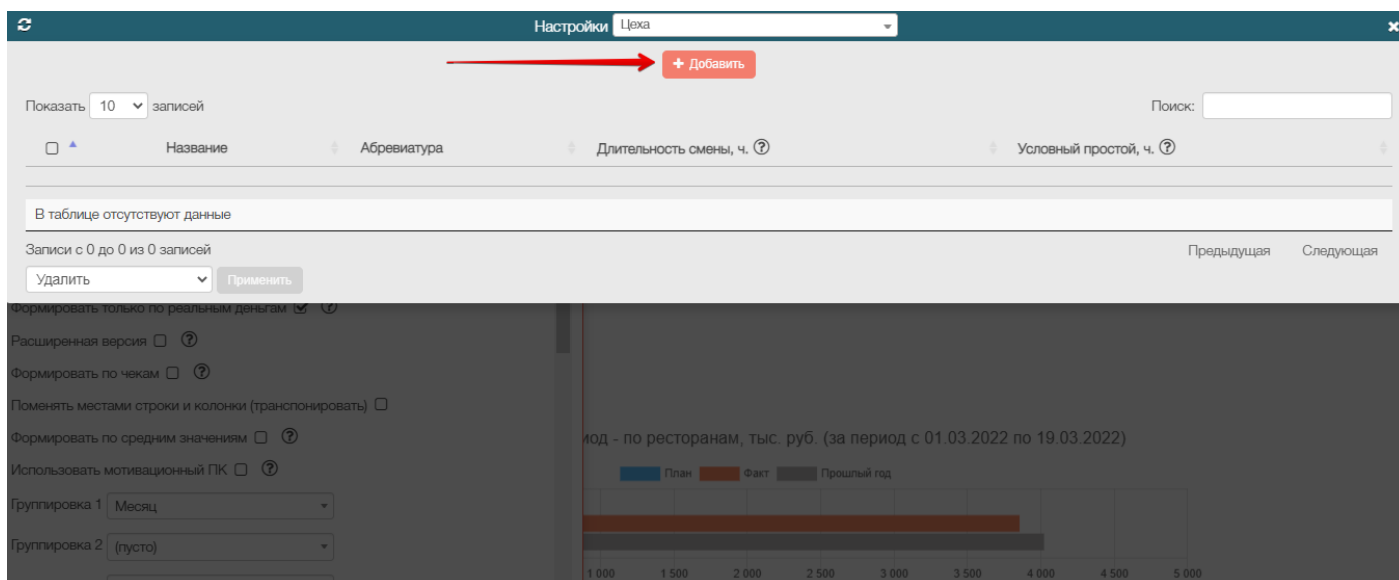 Настройки Цеха
+ Добавить
Показать 10 записей Поиск:
Название Абревиатура Длительность смены, ч. ? Условный простой, ч. ?
В таблице отсутствуют данные
Записи с 0 до 0 из 0 записей Предыдущая Следующая
Удалить Применить
Формировать только по реальным деньгам ?
Расширенная версия ?
Формировать по чекам ?
Поменять местами строки и колонки (транспонировать)
Формировать по средним значениям ?
иод - по ресторанам, тыс. руб. (за период с 01.03.2022 по 19.03.2022)
Использовать мотивационный ПК ?
План Факт Прошлый год
Группировка 1 Месяц
Группировка 2 (пусто)
1 000 1 500 2 000 2 500 3 000 3 500 4 000 4 500 5 000